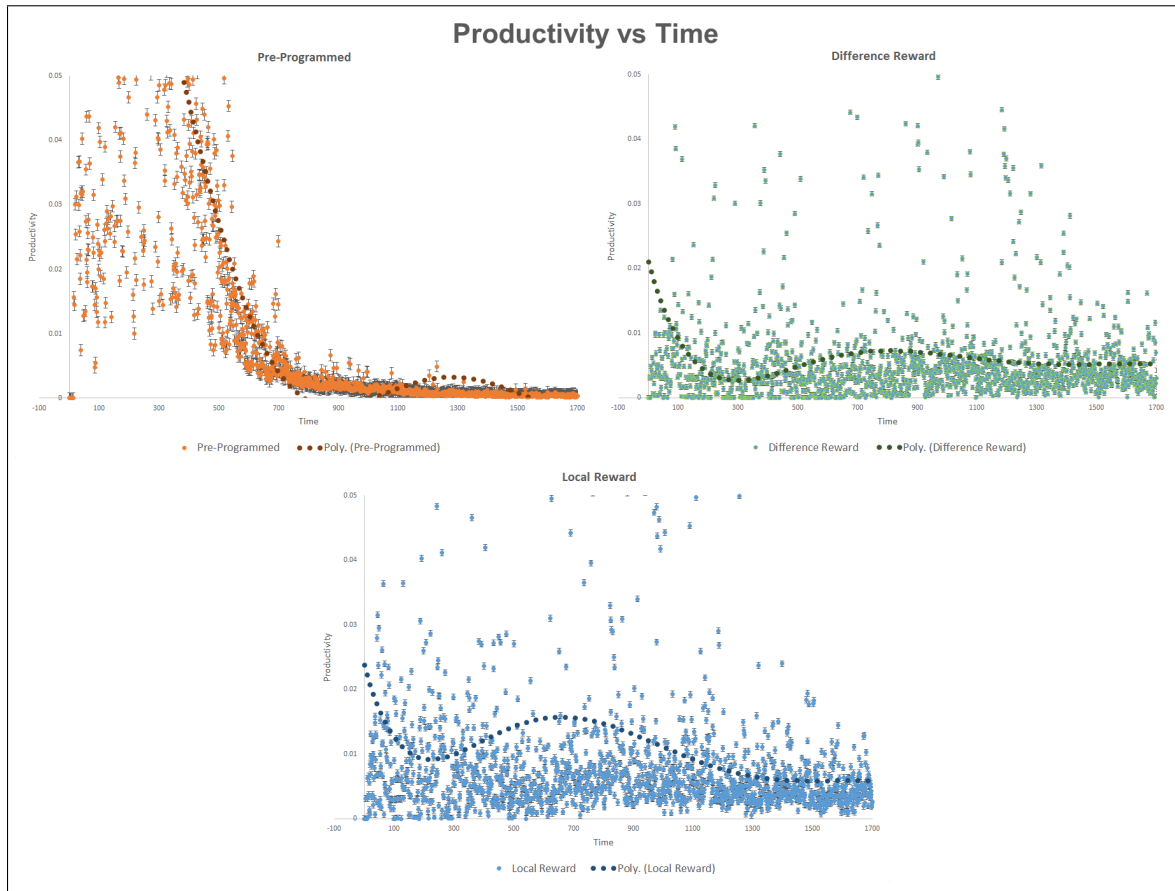 Productivity vs Time
Pre-Programmed
0.05
0.04
0.03
0.02
0.01
0
Productivity
-100 100 300 500 700 900 1100 1300 1500 1700
Time
Pre-Programmed Poly. (Pre-Programmed)
Difference Reward
0.05
0.04
0.03
0.02
0.01
0
Productivity
-100 100 300 500 700 900 1100 1300 1500 1700
Time
Difference Reward Poly. (Difference Reward)
Local Reward
0.05
0.04
0.03
0.02
0.01
0
Productivity
-100 100 300 500 700 900 1100 1300 1500 1700
Time
Local Reward Poly. (Local Reward)